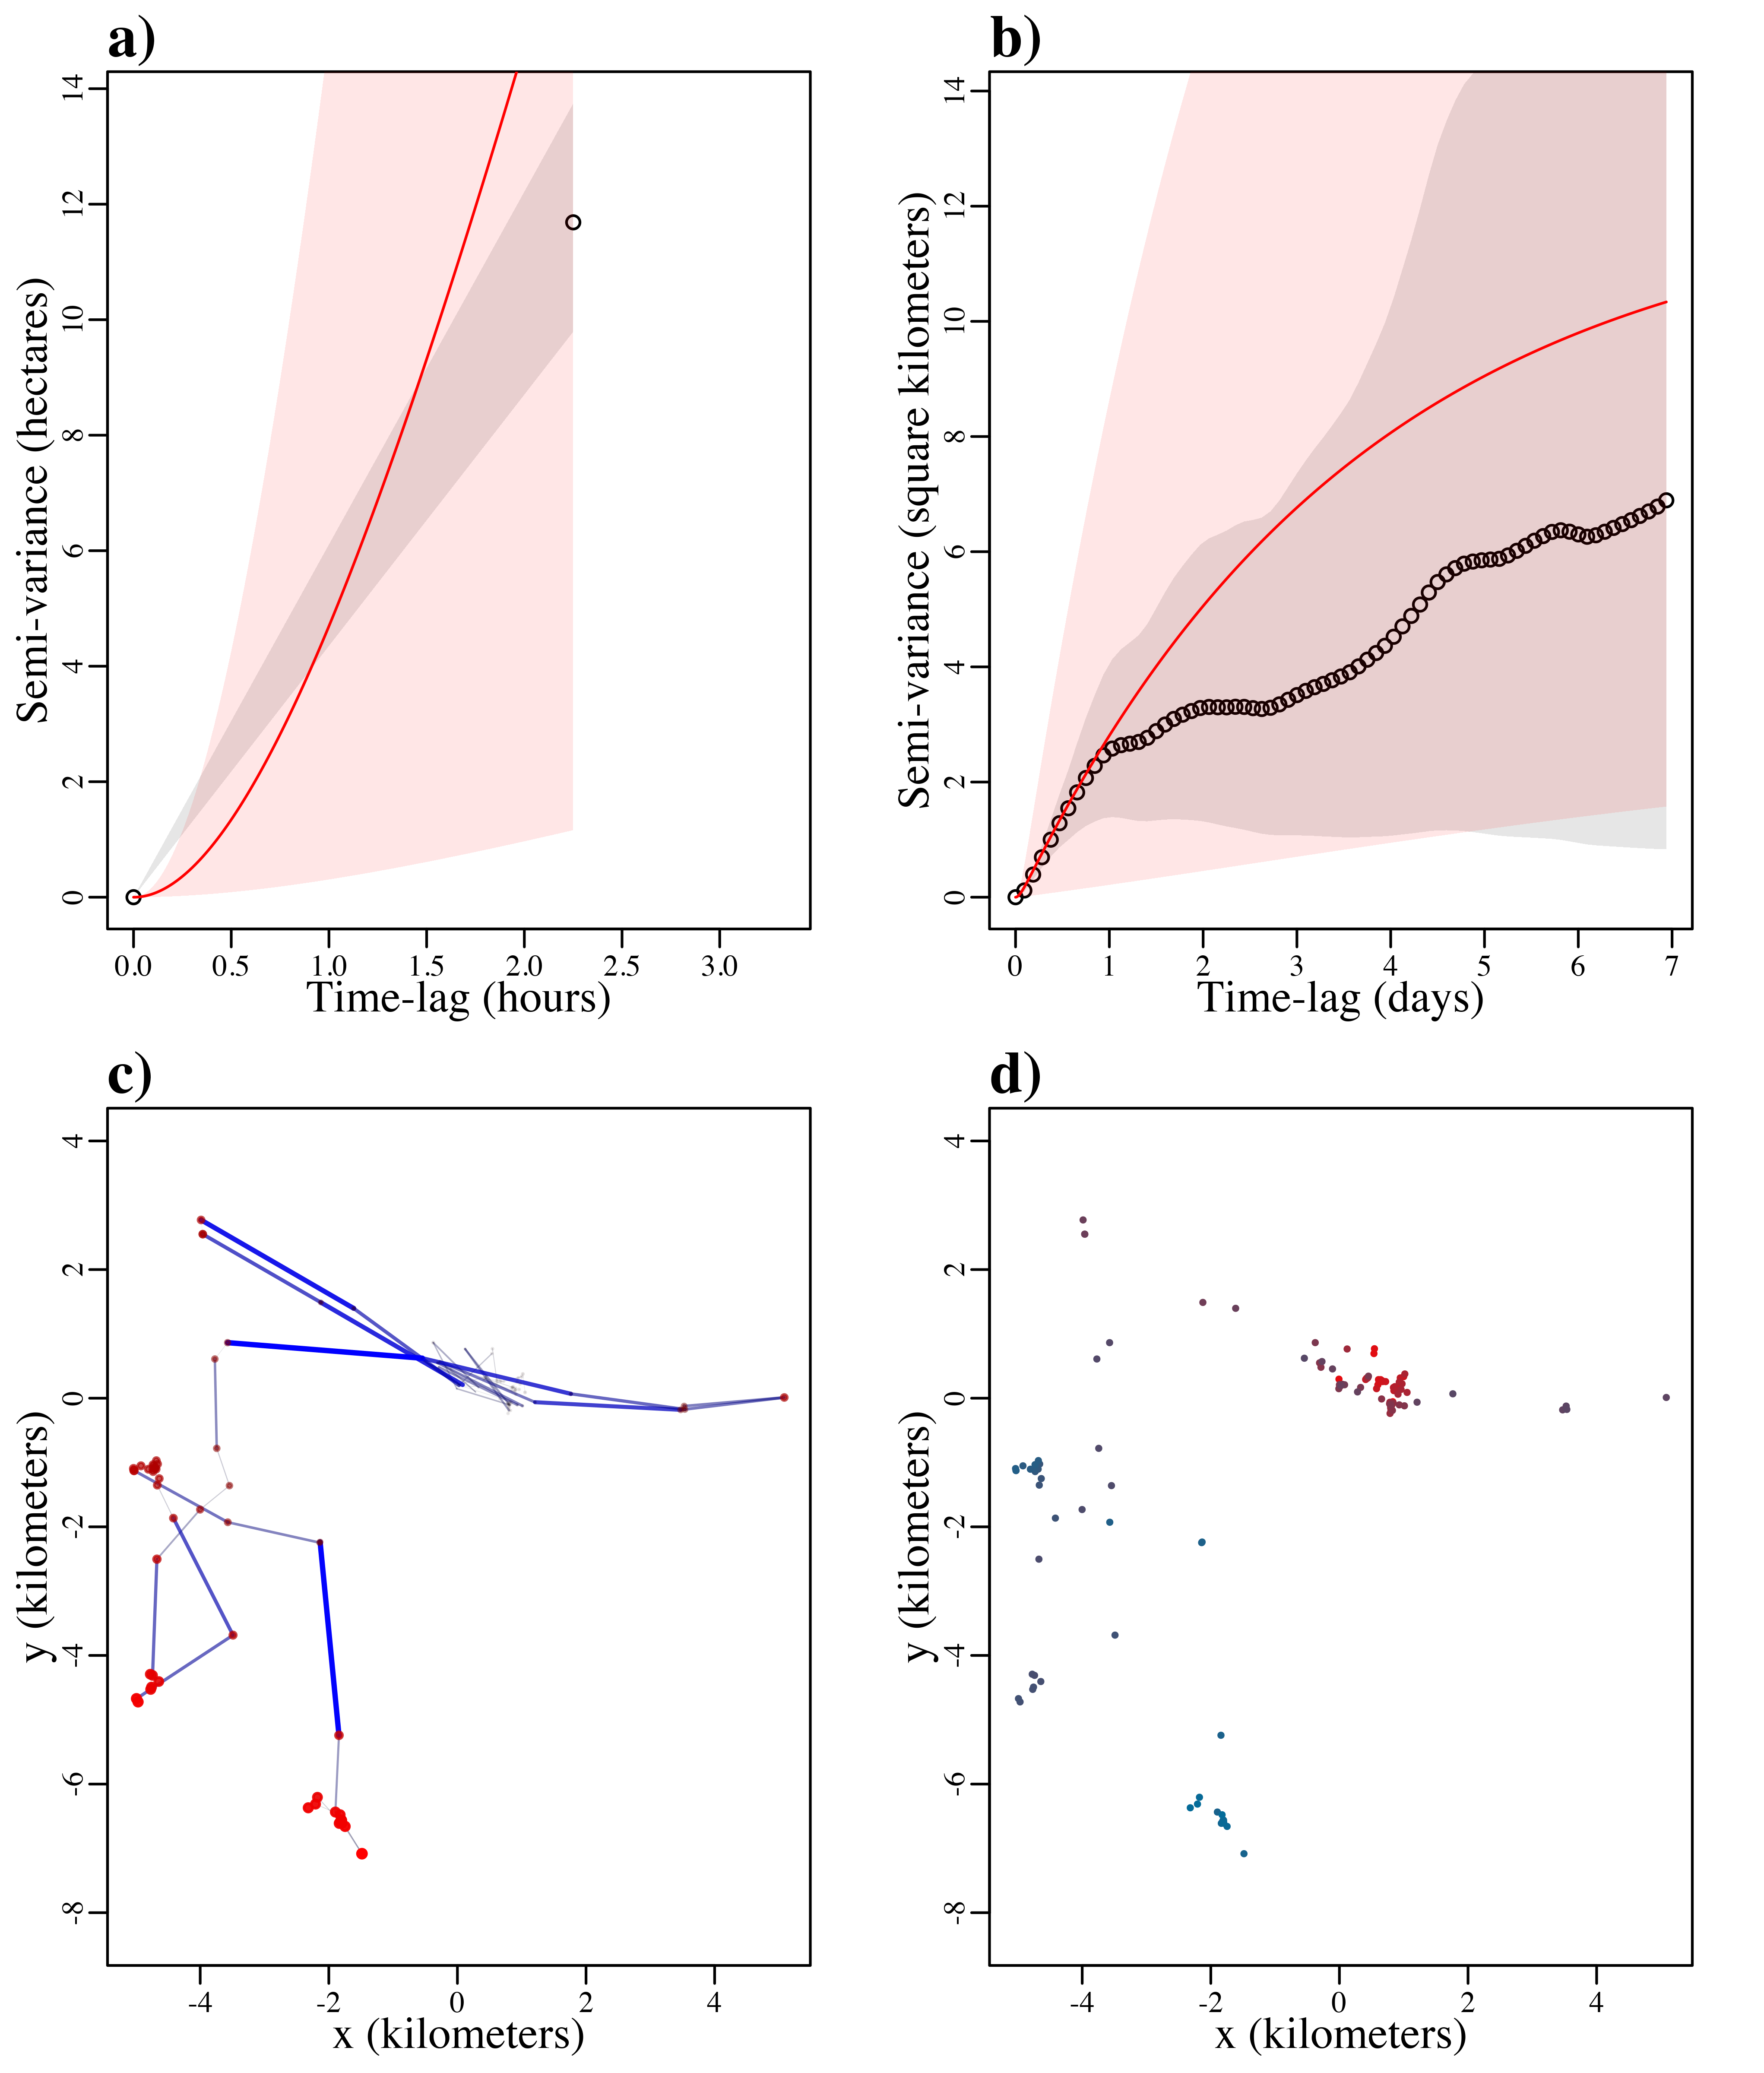 a)
Semi-variance (hectares)
14
12
10
8
6
4
2
0
0.0 0.5 1.0 1.5 2.0 2.5 3.0
Time-lag (hours)
b)
Semi-variance (square kilometers)
14
12
10
8
6
4
2
0
0 1 2 3 4 5 6 7
Time-lag (days)
c)
y (kilometers)
4
2
0
-2
-4
-6
-8
-4 -2 0 2 4
x (kilometers)
d)
y (kilometers)
4
2
0
-2
-4
-6
-8
-4 -2 0 2 4
x (kilometers)